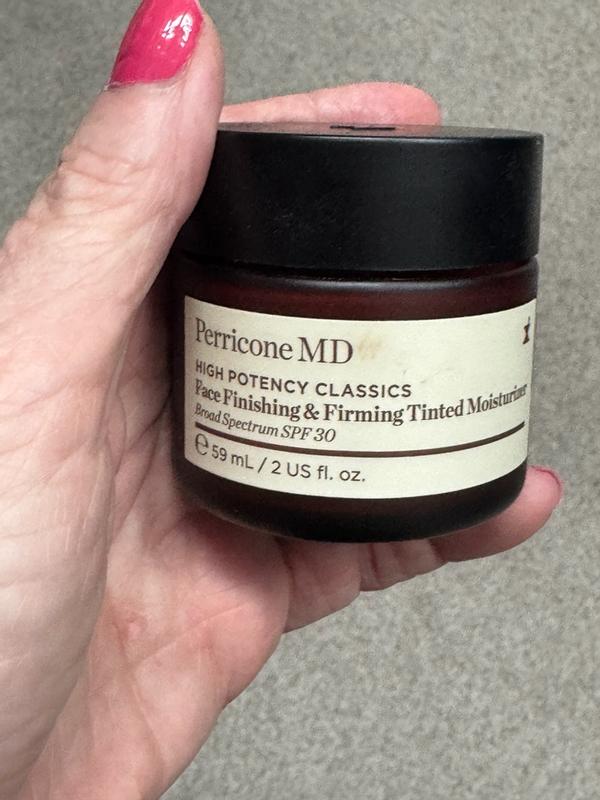 Perricone MD
HIGH POTENCY CLASSICS
Face Finishing & Firming Tinted Moisturizer
Broad Spectrum SPF 30
℮ 59 mL / 2 US fl. oz.